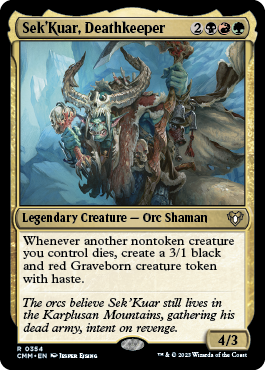 Sek'Kuar, Deathkeeper 2
Legendary Creature — Orc Shaman
Whenever another nontoken creature
you control dies, create a 3/1 black
and red Graveborn creature token
with haste.
The orcs believe Sek'Kuar still lives in
the Karplusan Mountains, gathering his
dead army, intent on revenge.
4/3
R 0354
CMM • EN Jesper Ejsing ™ & © 2023 Wizards of the Coast